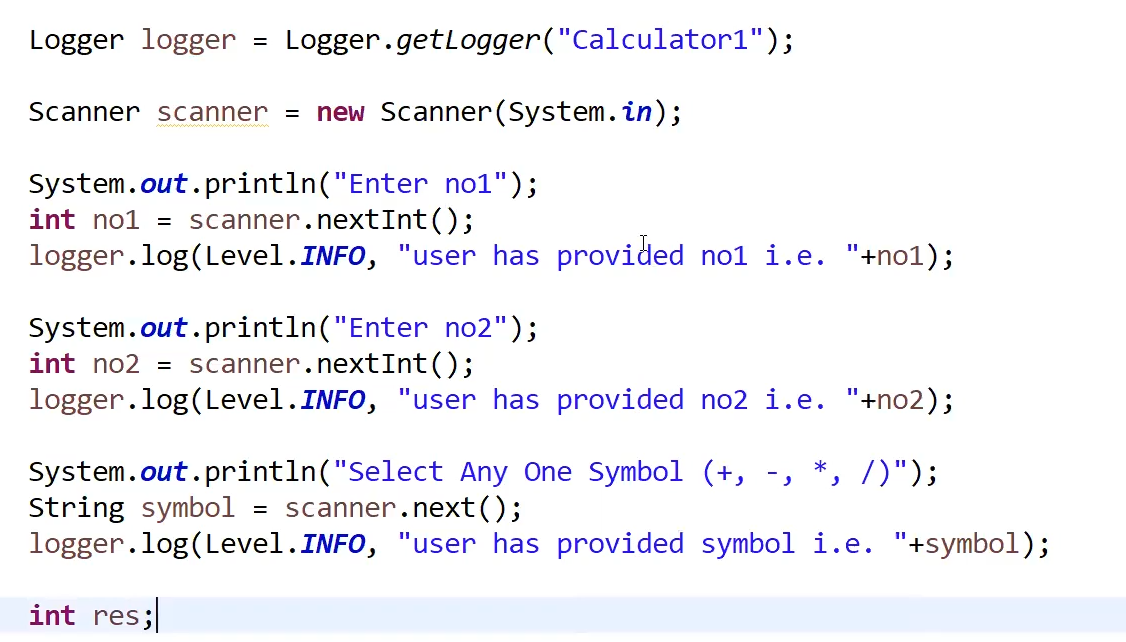 Logger logger = Logger.getLogger("Calculator1");
Scanner scanner = new Scanner(System.in);
System.out.println("Enter no1");
int no1 = scanner.nextInt();
logger.log(Level.INFO, "user has provided no1 i.e. "+no1);
System.out.println("Enter no2");
int no2 = scanner.nextInt();
logger.log(Level.INFO, "user has provided no2 i.e. "+no2);
System.out.println("Select Any One Symbol (+, -, *, /)");
String symbol = scanner.next();
logger.log(Level.INFO, "user has provided symbol i.e. "+symbol);
int res;